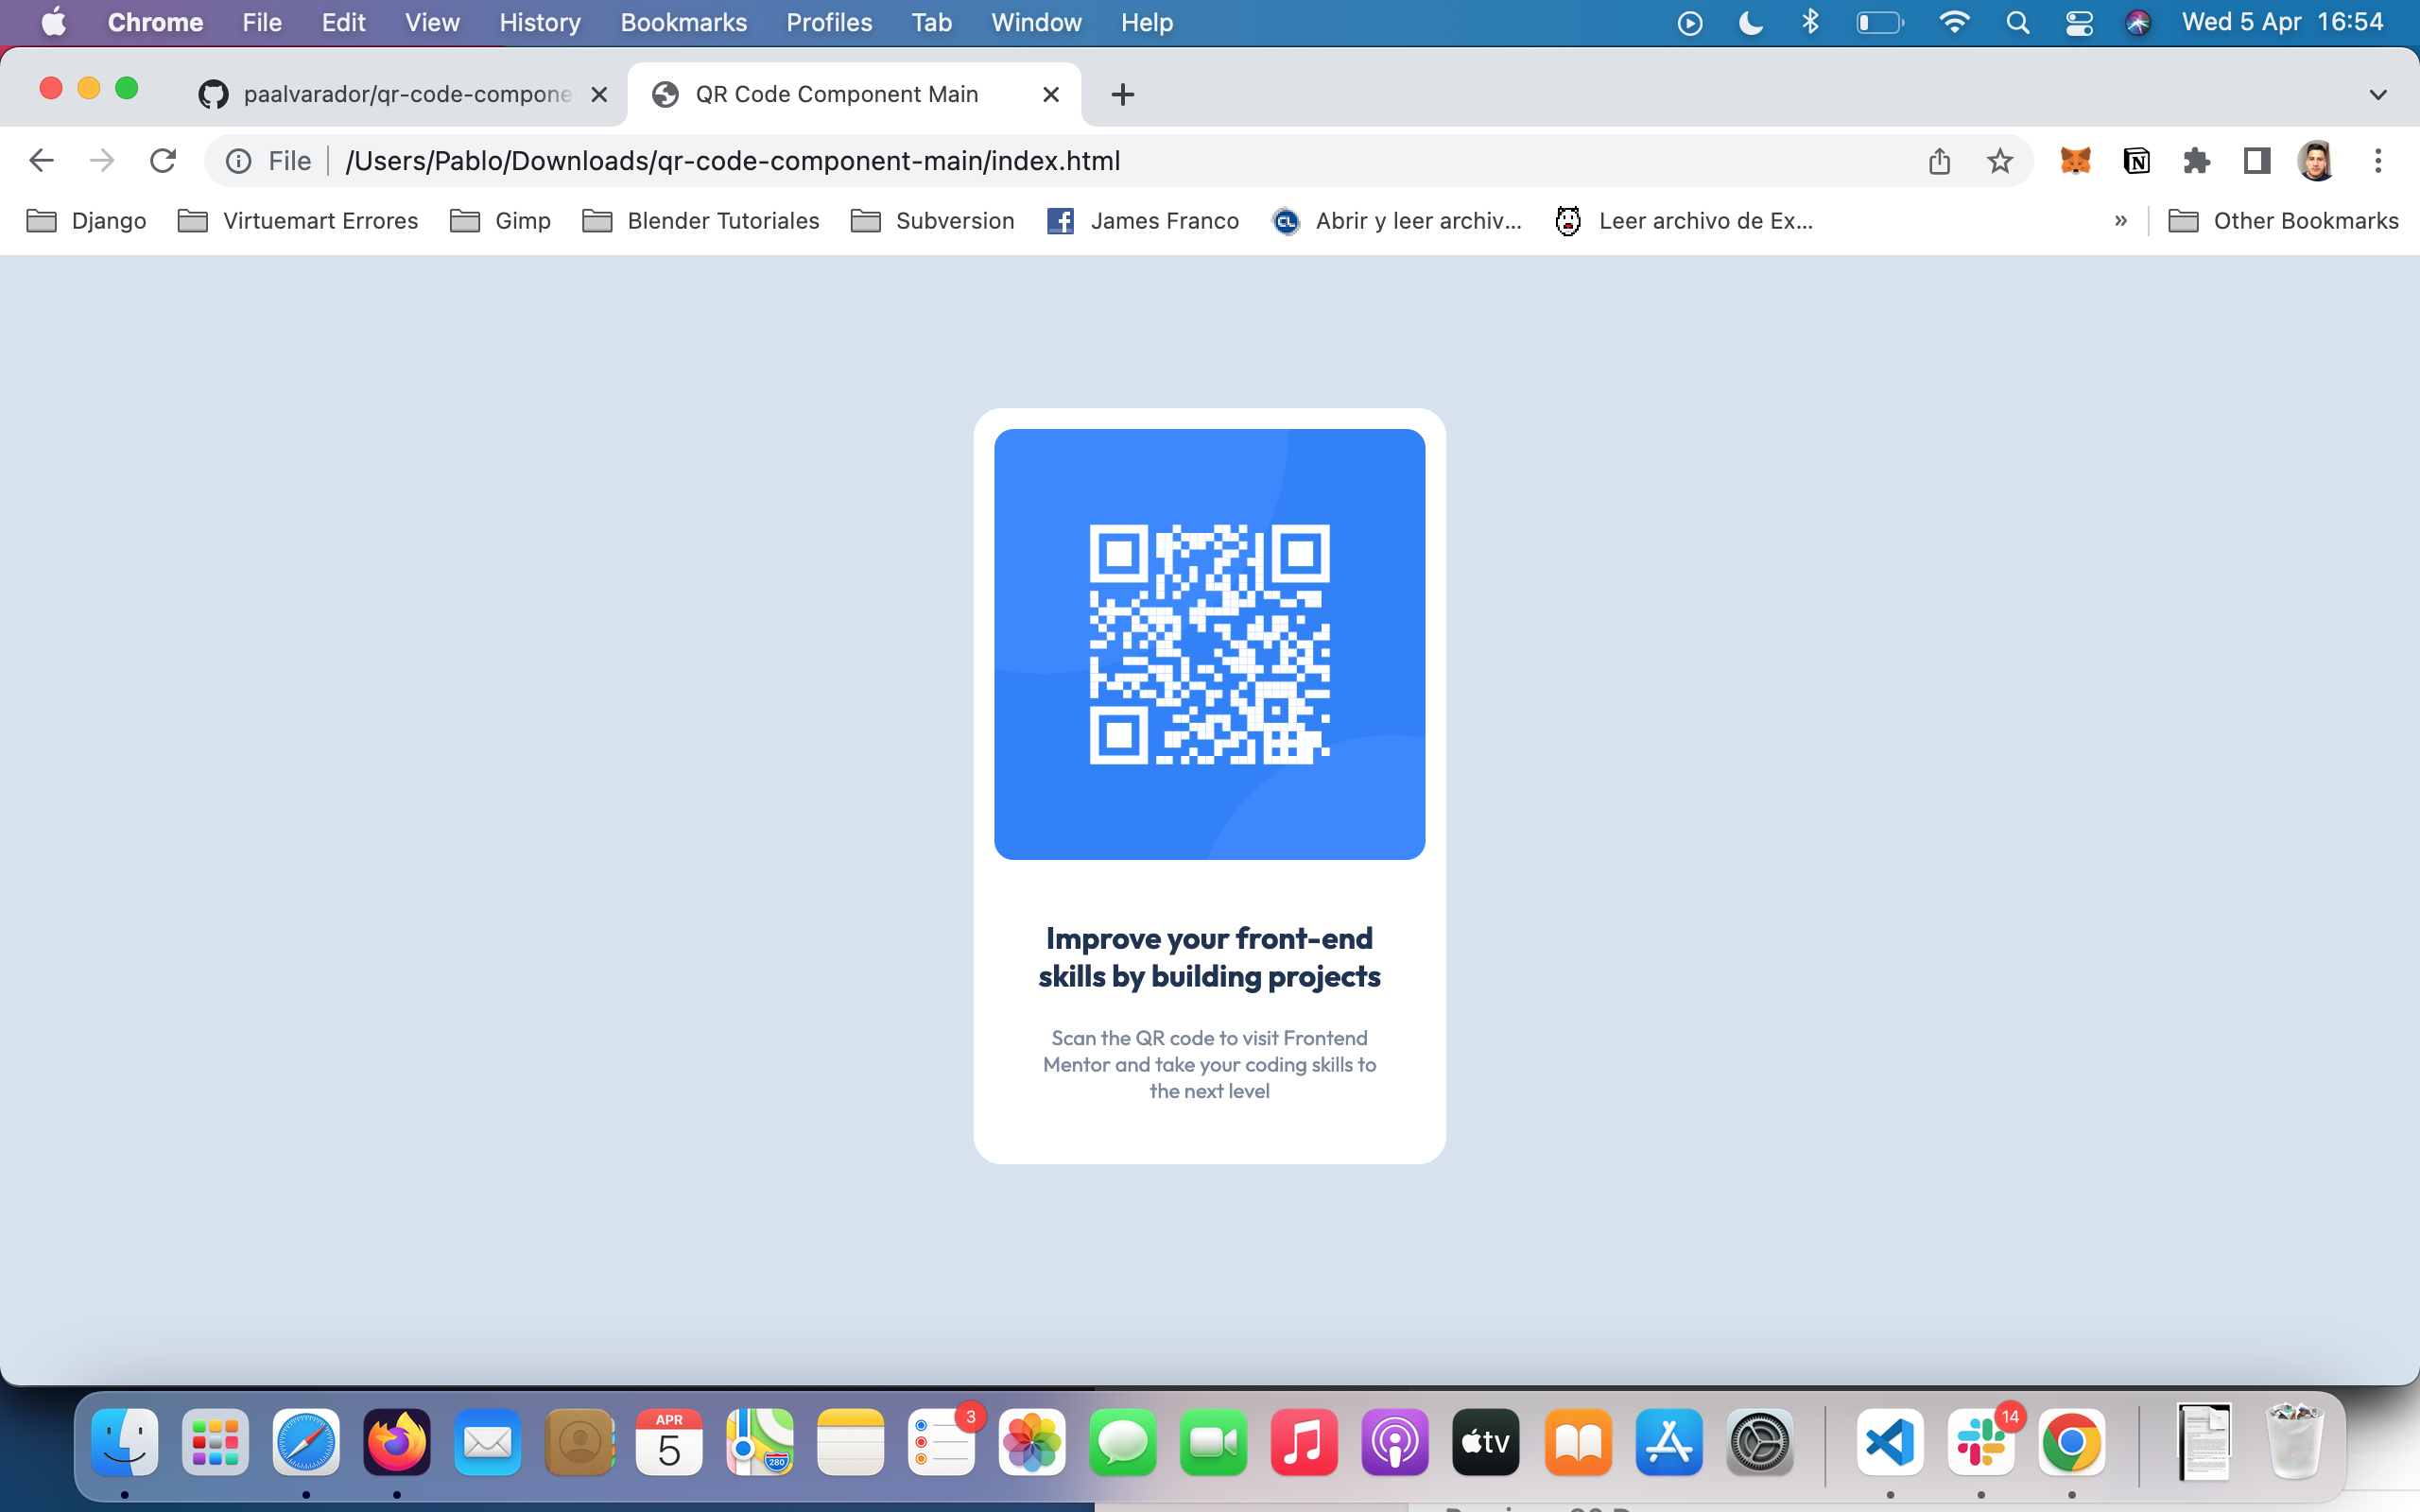 Chrome File Edit View History Bookmarks Profiles Tab Window Help Wed 5 Apr 16:54
paalvarador/qr-code-compone QR Code Component Main
File /Users/Pablo/Downloads/qr-code-component-main/index.html
Django Virtuemart Errores Gimp Blender Tutoriales Subversion James Franco Abrir y leer archiv... Leer archivo de Ex... » Other Bookmarks
Improve your front-end
skills by building projects
Scan the QR code to visit Frontend
Mentor and take your coding skills to
the next level
APR
5
280
3
tv
14